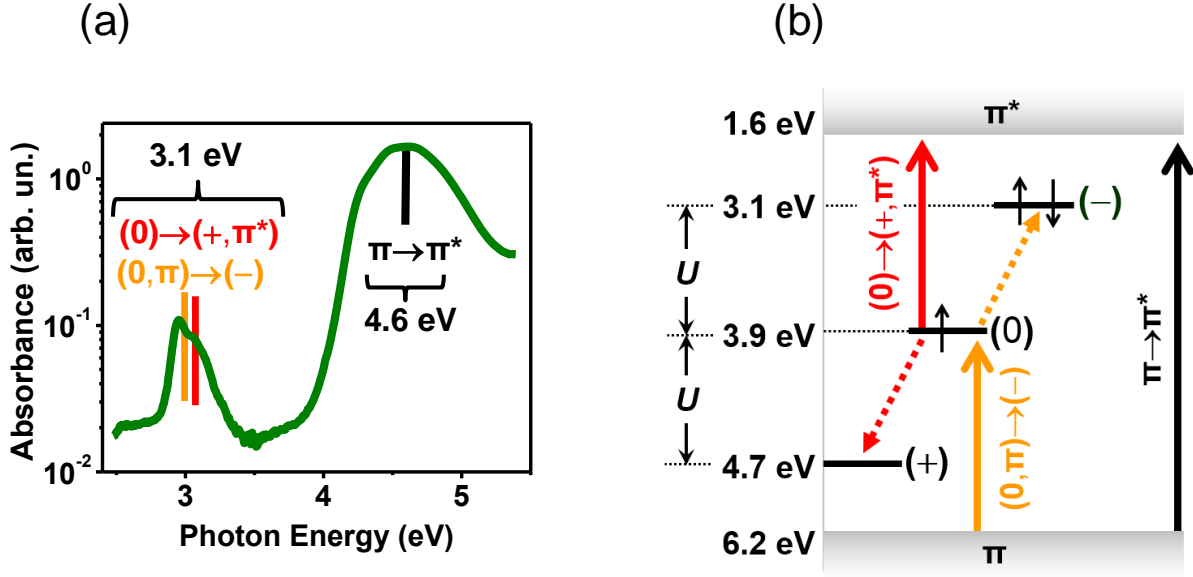 (a)
Absorbance (arb. un.)
10⁰
10⁻¹
10⁻²
3.1 eV
(0)→(+,π*)
(0,π)→(−)
π→π*
4.6 eV
3
4
5
Photon Energy (eV)
(b)
π*
1.6 eV
3.1 eV
3.9 eV
4.7 eV
6.2 eV
U
U
(0)→(+,π*)
(−)
(0)
(+)
(0,π)→(−)
π→π*
π